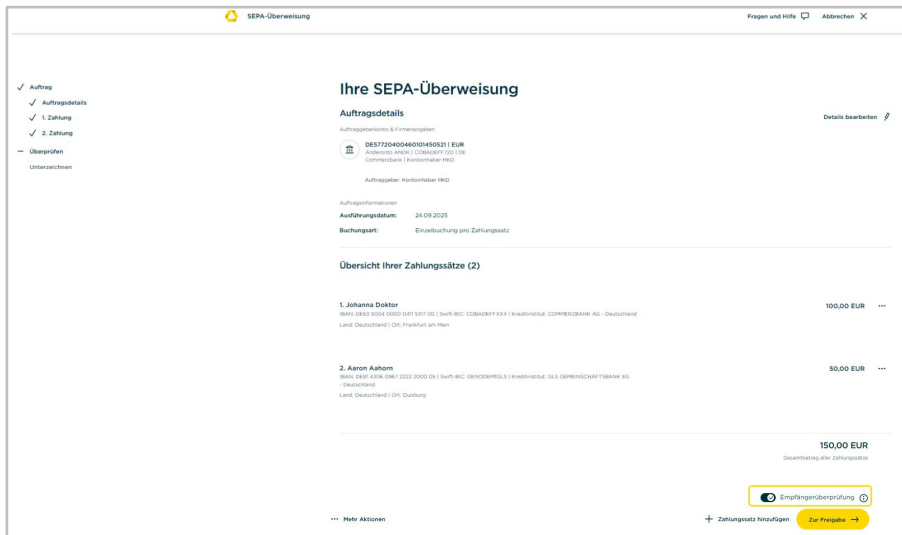 SEPA-Überweisung
Fragen und Hilfe
Abbrechen
Auftrag
Auftragsdetails
1. Zahlung
2. Zahlung
Überprüfen
Unterzeichnen
Ihre SEPA-Überweisung
Auftragsdetails
Details bearbeiten
Auftraggeberkonto & Firmenangaben
DE57720400460101450521 | EUR
Anderonto ANDK | COBADEFF720 | DE
Commerzbank | Kontoinhaber HKD
Auftraggeber: Kontoinhaber HKD
Auftragsinformationen
Ausführungsdatum: 24.09.2025
Buchungsart: Einzelbuchung pro Zahlungssatz
Übersicht Ihrer Zahlungssätze (2)
1. Johanna Doktor
100,00 EUR
IBAN: DE63 5004 0000 0411 5317 00 | Swift-BIC: COBADEFFXXX | Kreditinstitut: COMMERZBANK AG - Deutschland
Land: Deutschland | Ort: Frankfurt am Main
2. Aaron Aahorn
50,00 EUR
IBAN: DE81 4306 0967 2222 2000 05 | Swift-BIC: GENODEM1GLS | Kreditinstitut: GLS GEMEINSCHAFTSBANK EG
- Deutschland
Land: Deutschland | Ort: Duisburg
150,00 EUR
Gesamtbetrag aller Zahlungssätze
Empfängerüberprüfung
Mehr Aktionen
Zahlungssatz hinzufügen
Zur Freigabe →